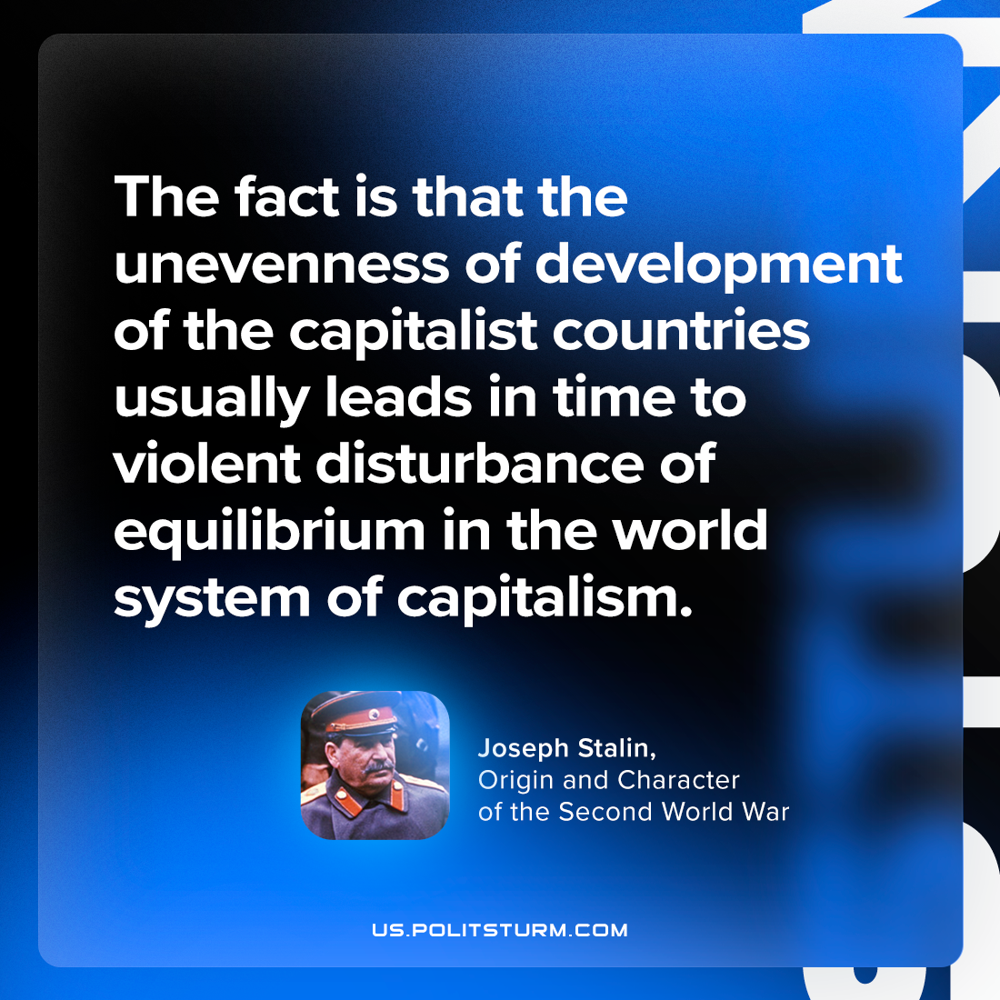 The fact is that the
unevenness of development
of the capitalist countries
usually leads in time to
violent disturbance of
equilibrium in the world
system of capitalism.
Joseph Stalin,
Origin and Character
of the Second World War
US.POLITSTURM.COM